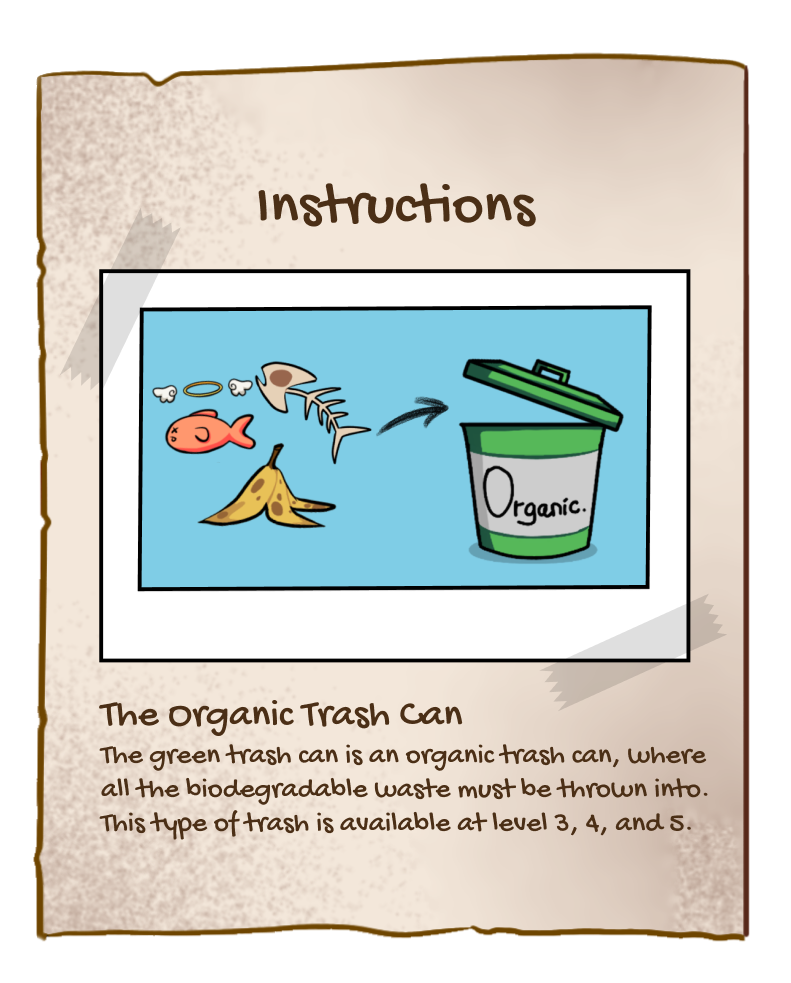 Instructions
Organic.
The Organic Trash Can
The green trash can is an organic trash can, where
all the biodegradable waste must be thrown into.
This type of trash is available at level 3, 4, and 5.